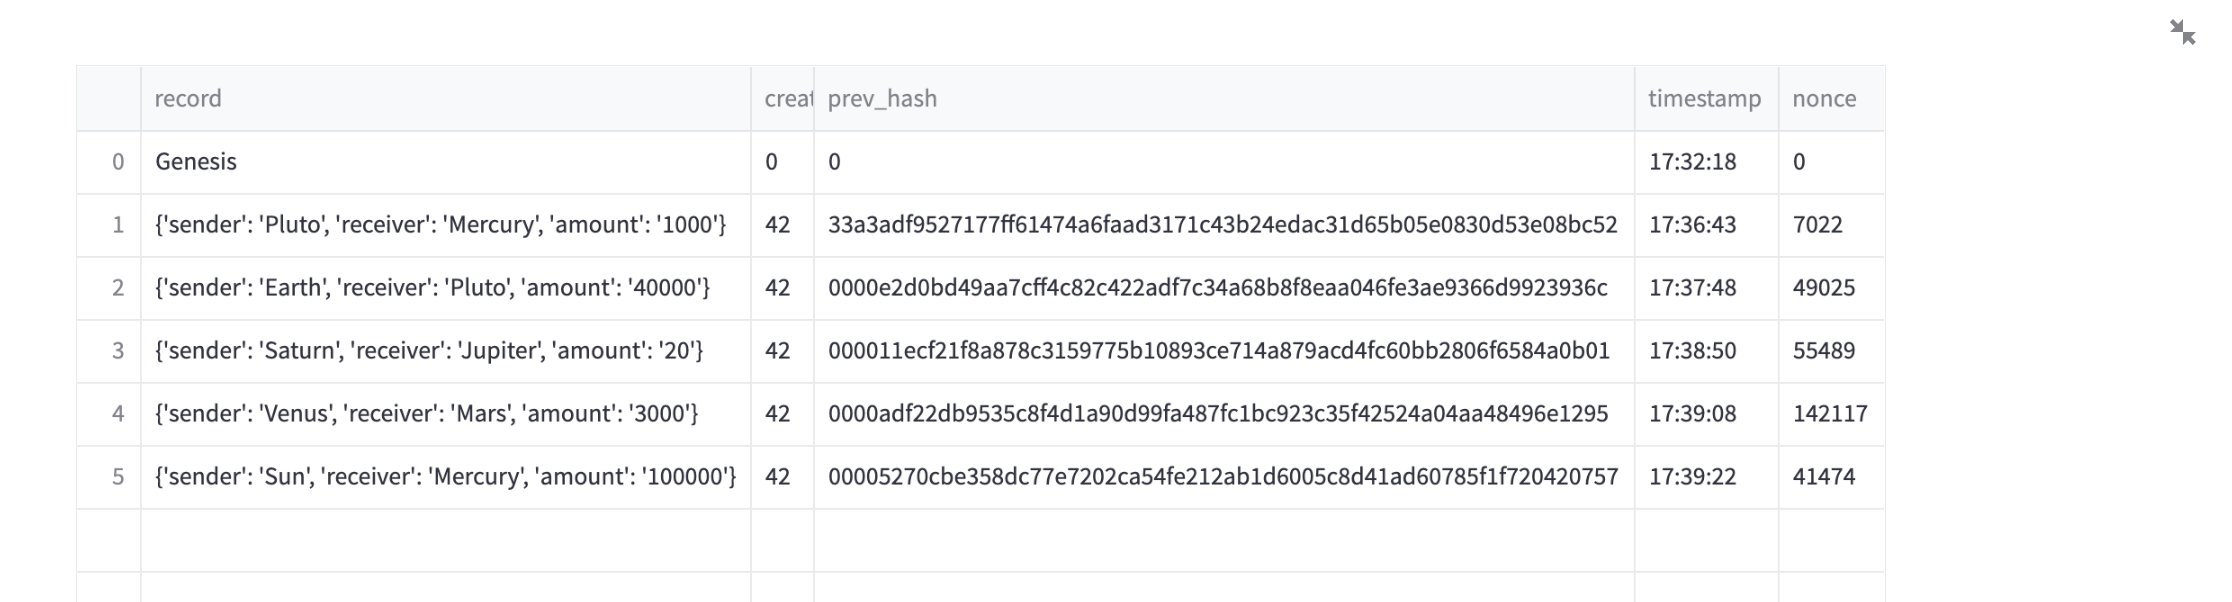 record creat prev_hash timestamp nonce
0 Genesis 0 0 17:32:18 0
1 {'sender': 'Pluto', 'receiver': 'Mercury', 'amount': '1000'} 42 33a3adf9527177ff61474a6faad3171c43b24edac31d65b05e0830d53e08bc52 17:36:43 7022
2 {'sender': 'Earth', 'receiver': 'Pluto', 'amount': '40000'} 42 0000e2d0bd49aa7cff4c82c422adf7c34a68b8f8eaa046fe3ae9366d9923936c 17:37:48 49025
3 {'sender': 'Saturn', 'receiver': 'Jupiter', 'amount': '20'} 42 000011ecf21f8a878c3159775b10893ce714a879acd4fc60bb2806f6584a0b01 17:38:50 55489
4 {'sender': 'Venus', 'receiver': 'Mars', 'amount': '3000'} 42 0000adf22db9535c8f4d1a90d99fa487fc1bc923c35f42524a04aa48496e1295 17:39:08 142117
5 {'sender': 'Sun', 'receiver': 'Mercury', 'amount': '100000'} 42 00005270cbe358dc77e7202ca54fe212ab1d6005c8d41ad60785f1f720420757 17:39:22 41474